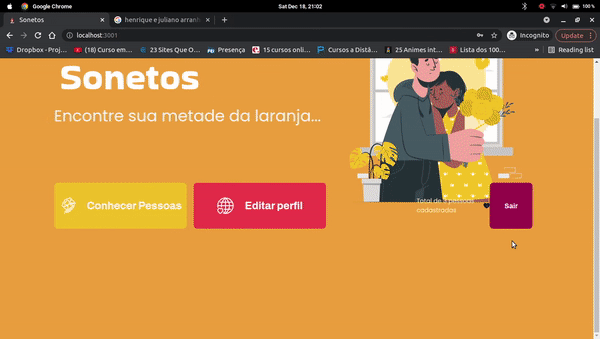 Google Chrome
Sat Dec 18, 21:02
100 %
Sonetos
henrique e juliano arranh
localhost:3001
Incognito
Update
Dropbox - Proj
(18) Curso em...
23 Sites Que O...
Presença
15 cursos onli
Cursos a Distâ
25 Animes int
Lista dos 100...
»
Reading list
Sonetos
Encontre sua metade da laranja...
Conhecer Pessoas
Editar perfil
Total de
pessoas
cadastradas
Sair